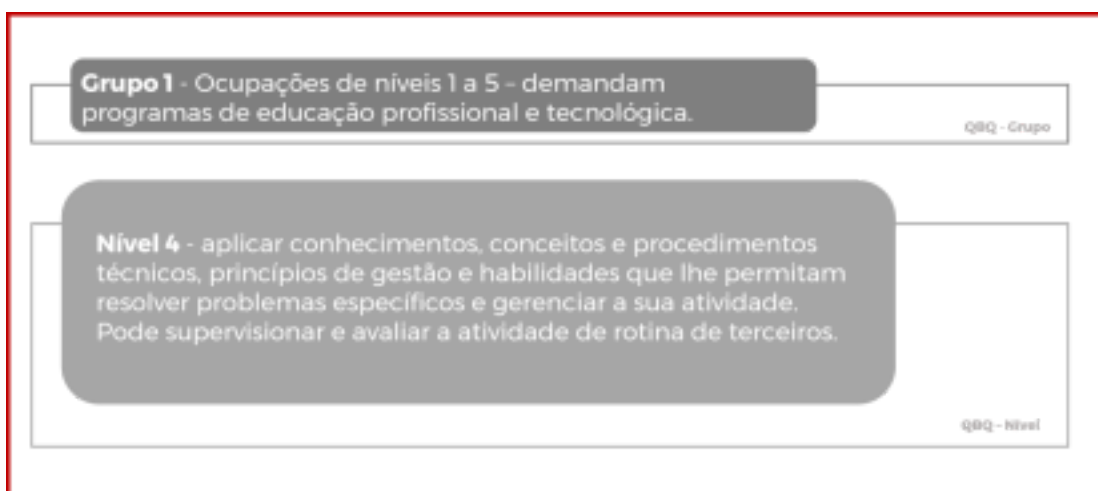 Grupo 1 - Ocupações de níveis 1 a 5 – demandam
programas de educação profissional e tecnológica.
QBQ - Grupo
Nível 4 - aplicar conhecimentos, conceitos e procedimentos
técnicos, princípios de gestão e habilidades que lhe permitam
resolver problemas específicos e gerenciar a sua atividade.
Pode supervisionar e avaliar a atividade de rotina de terceiros.
QBQ - Nível